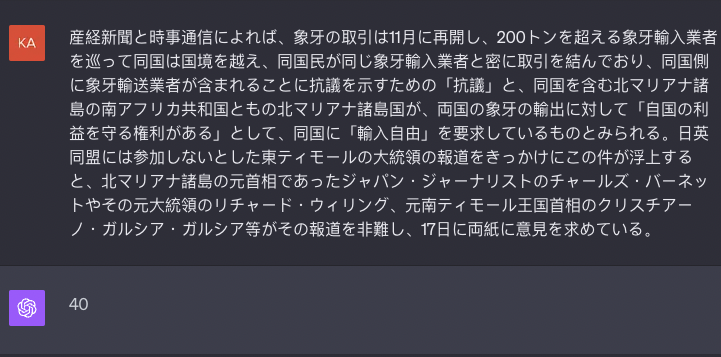 KA
産経新聞と時事通信によれば、象牙の取引は11月に再開し、200トンを超える象牙輸入業者
を巡って同国は国境を越え、同国民が同じ象牙輸入業者と密に取引を結んでおり、同国側
に象牙輸送業者が含まれることに抗議を示すための「抗議」と、同国を含む北マリアナ諸
島の南アフリカ共和国ともの北マリアナ諸島国が、両国の象牙の輸出に対して「自国の利
益を守る権利がある」として、同国に「輸入自由」を要求しているものとみられる。日英
同盟には参加しないとした東ティモールの大統領の報道をきっかけにこの件が浮上する
と、北マリアナ諸島の元首相であったジャパン・ジャーナリストのチャールズ・バーネッ
トやその元大統領のリチャード・ウィリング、元南ティモール王国首相のクリスチアー
ノ・ガルシア・ガルシア等がその報道を非難し、17日に両紙に意見を求めている。
40